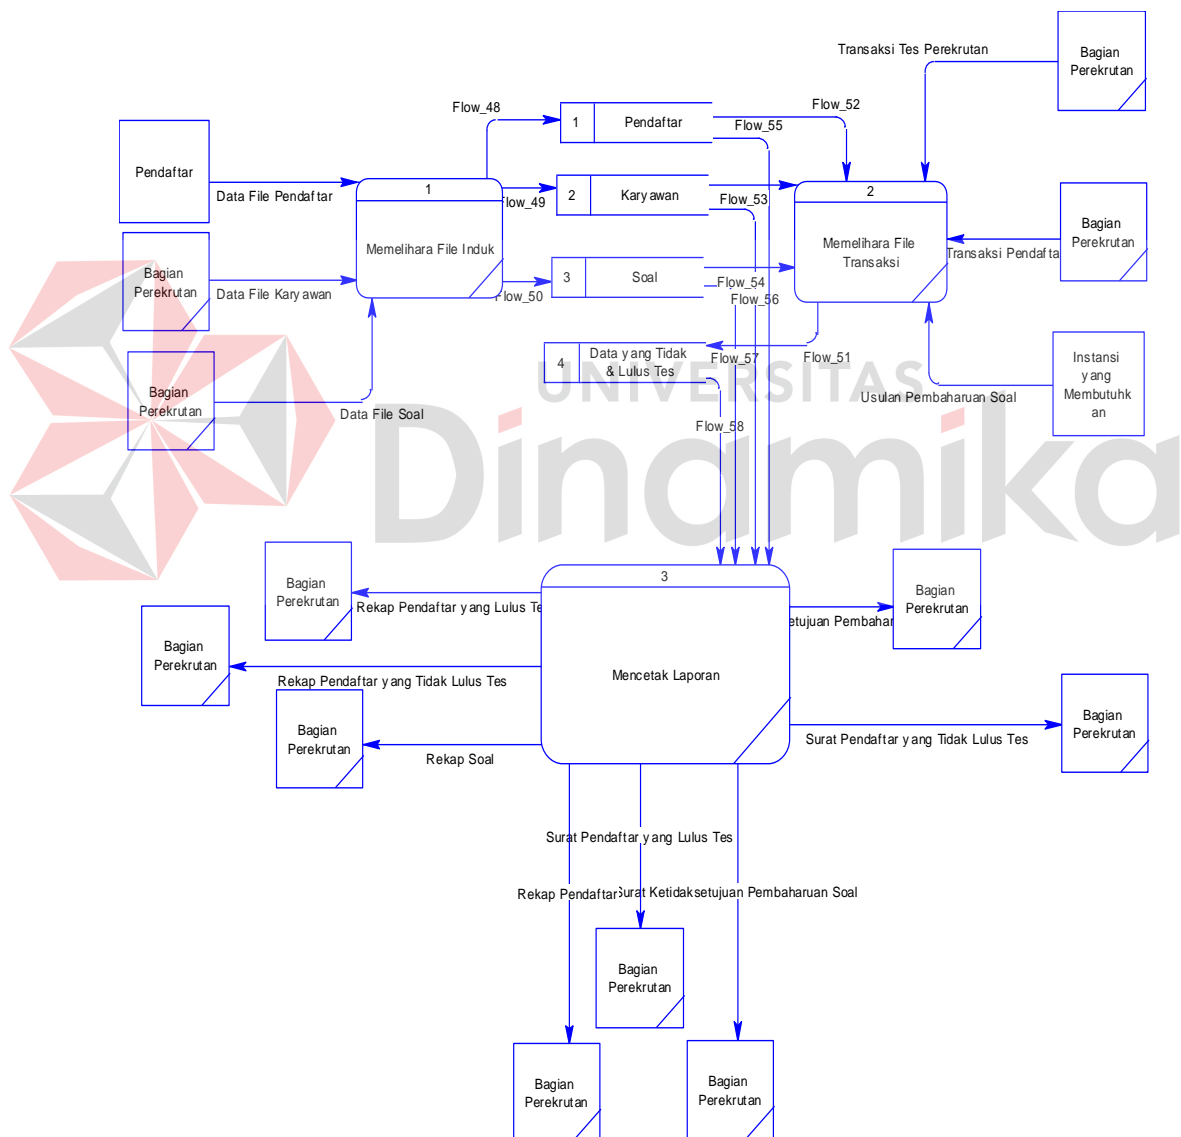 Transaksi Tes Perekrutan
Bagian
Perekrutan
Flow_48
Flow_52
1
Pendaftar
Flow_55
Pendaftar
Data File Pendaftar
1
Memelihara File Induk
Flow_49
2
Karyawan
Flow_53
2
Memelihara File
Transaksi
Bagian
Perekrutan
Transaksi Pendafta
Bagian
Perekrutan
Data File Karyawan
Flow_50
3
Soal
Flow_54
Flow_56
Bagian
Perekrutan
Data File Soal
4
Data yang Tidak
& Lulus Tes
Flow_57
Flow_51
Flow_58
Usulan Pembaharuan Soal
Instansi
yang
Membutuhk
an
UNIVERSITAS
Dinamika
3
Mencetak Laporan
Bagian
Perekrutan
Rekap Pendaftar yang Lulus Te
Bagian
Perekrutan
etujuan Pembahar
Bagian
Perekrutan
Rekap Pendaftar yang Tidak Lulus Tes
Bagian
Perekrutan
Rekap Soal
Surat Pendaftar yang Tidak Lulus Tes
Bagian
Perekrutan
Surat Pendaftar yang Lulus Tes
Rekap Pendaftar
Surat Ketidaksetujuan Pembaharuan Soal
Bagian
Perekrutan
Bagian
Perekrutan
Bagian
Perekrutan